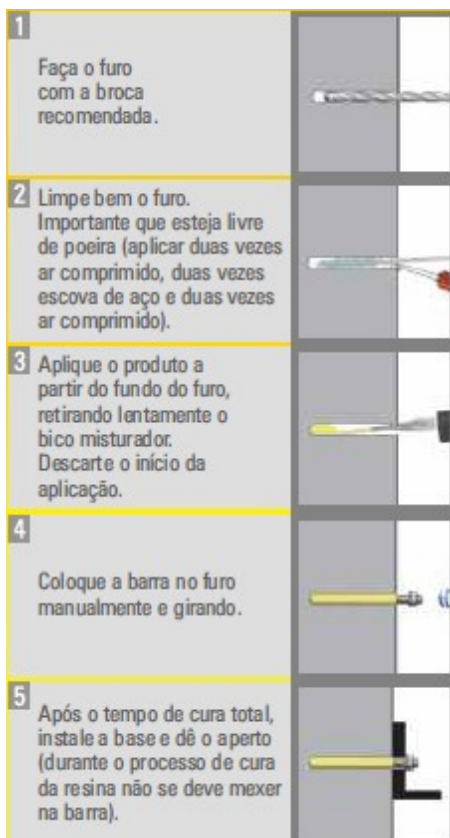 1
Faça o furo
com a broca
recomendada.
2
Limpe bem o furo.
Importante que esteja livre
de poeira (aplicar duas vezes
ar comprimido, duas vezes
escova de aço e duas vezes
ar comprimido).
3
Aplique o produto a
partir do fundo do furo,
retirando lentamente o
bico misturador.
Descarte o início da
aplicação.
4
Coloque a barra no furo
manualmente e girando.
5
Após o tempo de cura total,
instale a base e dê o aperto
(durante o processo de cura
da resina não se deve mexer
na barra).